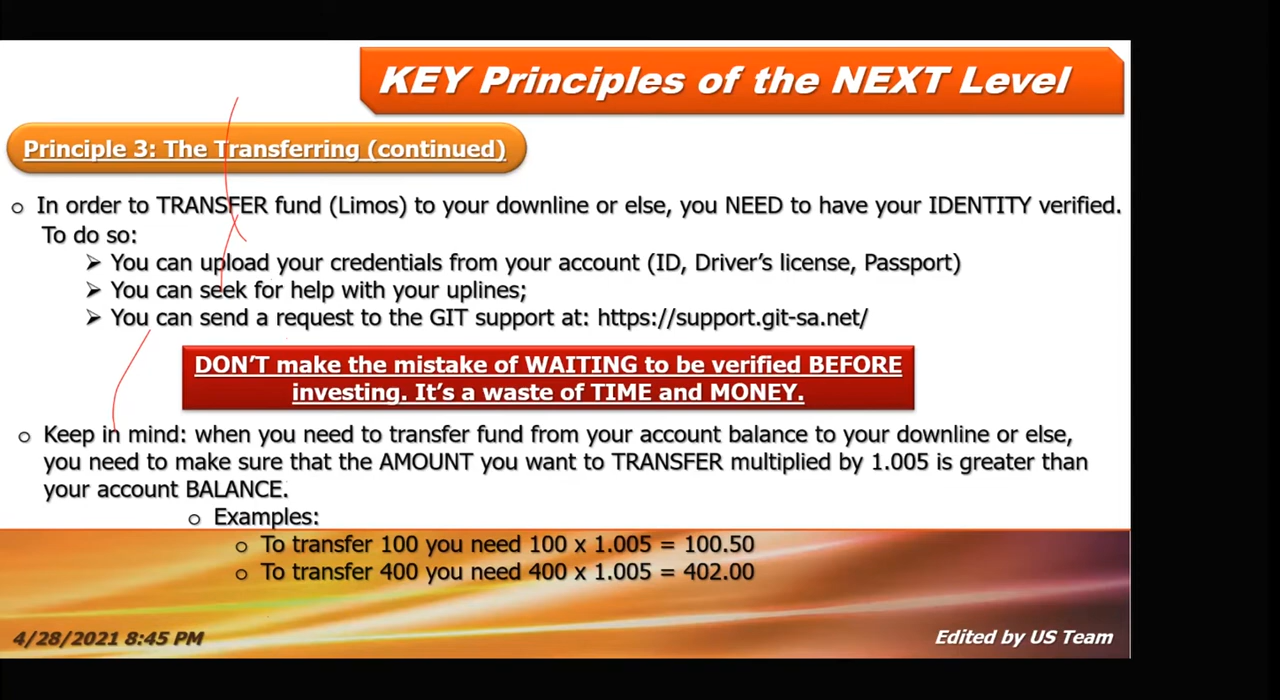 KEY Principles of the NEXT Level
Principle 3: The Transferring (continued)
o In order to TRANSFER fund (Limos) to your downline or else, you NEED to have your IDENTITY verified.
To do so:
➢ You can upload your credentials from your account (ID, Driver's license, Passport)
➢ You can seek for help with your uplines;
➢ You can send a request to the GIT support at: https://support.git-sa.net/
DON'T make the mistake of WAITING to be verified BEFORE
investing. It's a waste of TIME and MONEY.
o Keep in mind: when you need to transfer fund from your account balance to your downline or else,
you need to make sure that the AMOUNT you want to TRANSFER multiplied by 1.005 is greater than
your account BALANCE.
o Examples:
o To transfer 100 you need 100 x 1.005 = 100.50
o To transfer 400 you need 400 x 1.005 = 402.00
4/28/2021 8:45 PM
Edited by US Team